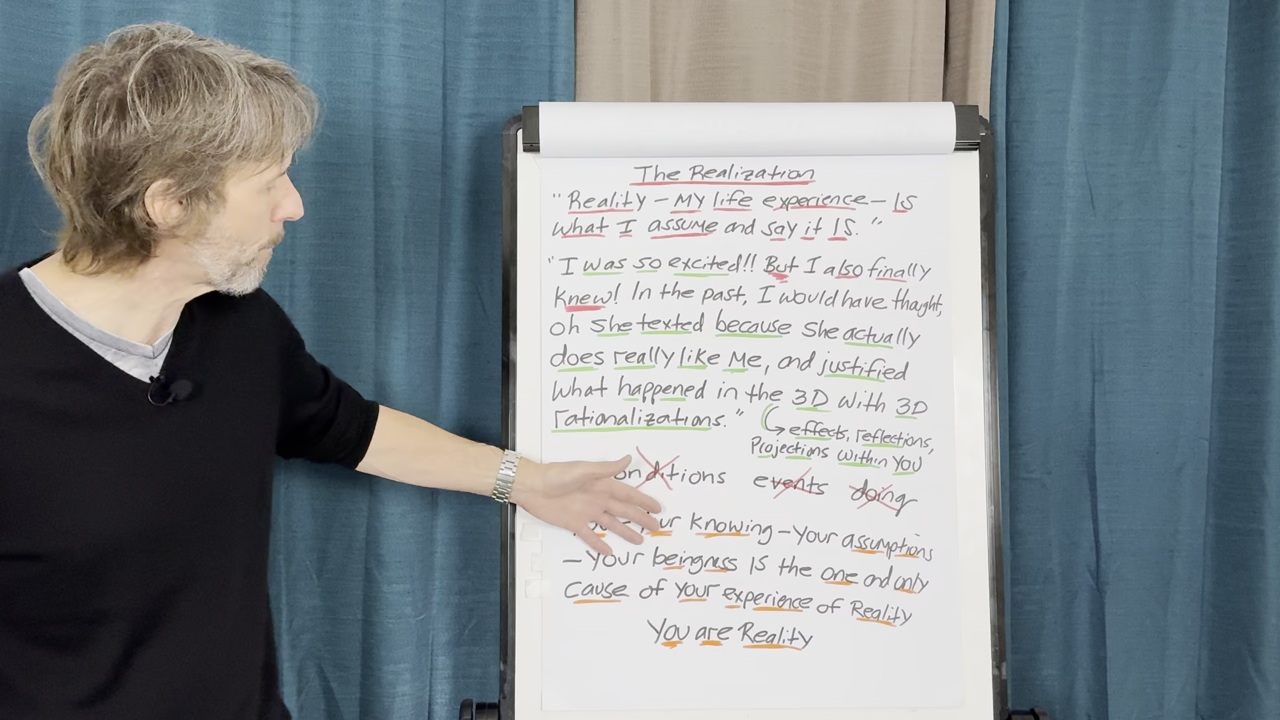 The Realization
"Reality – My life experience – IS
what I assume and say it IS."
"I was so excited!! But I also finally
knew! In the past, I would have thought,
oh she texted because she actually
does really like Me, and justified
what happened in the 3D with 3D
rationalizations."
effects, reflections,
Projections within you
onditions events doing
Knowing – Your assumptions
– Your beingness IS the one and only
cause of your experience of Reality
You are Reality